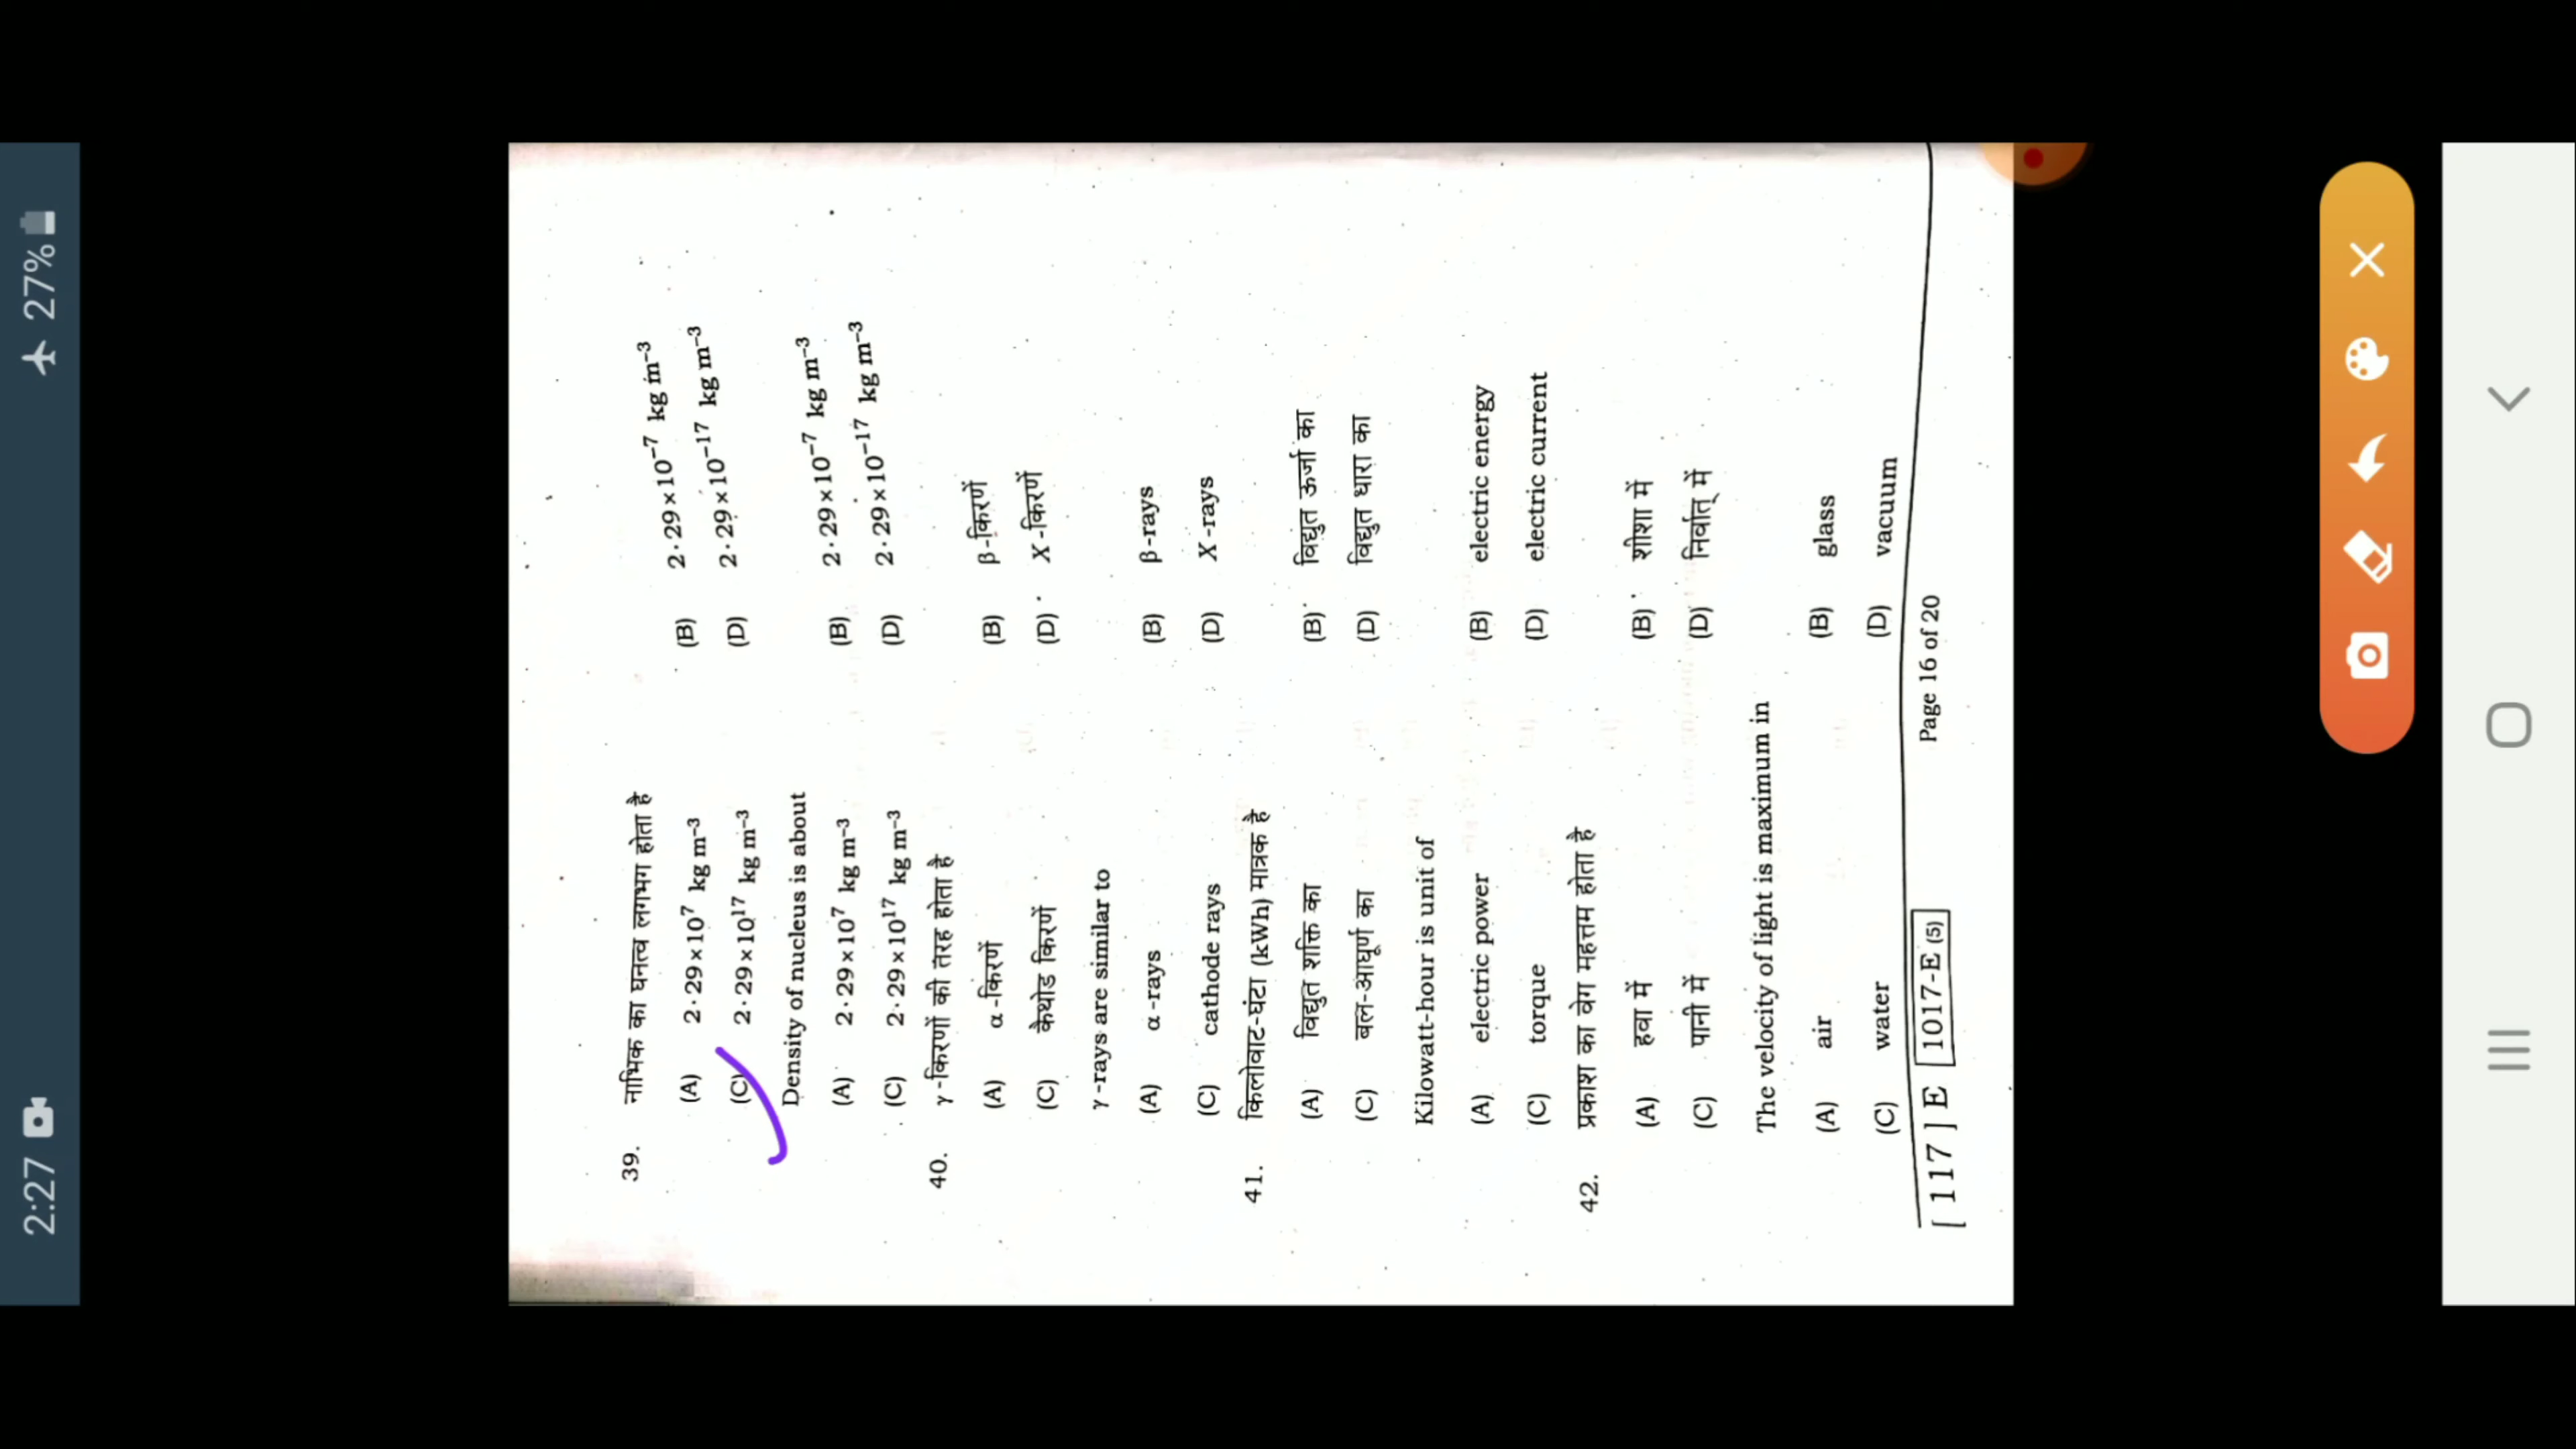 2:27
27%
39. नाभिक का घनत्व लगभग होता है
(A) 2·29×10⁷ kg m⁻³ (B) 2·29×10⁻⁷ kg m⁻³
(C) 2·29×10¹⁷ kg m⁻³ (D) 2·29×10⁻¹⁷ kg m⁻³
Density of nucleus is about
(A) 2·29×10⁷ kg m⁻³ (B) 2·29×10⁻⁷ kg m⁻³
(C) 2·29×10¹⁷ kg m⁻³ (D) 2·29×10⁻¹⁷ kg m⁻³
40. γ-किरणों की तरह होता है
(A) α-किरणें (B) β-किरणें
(C) कैथोड किरणें (D) X-किरणें
γ-rays are similar to
(A) α-rays (B) β-rays
(C) cathode rays (D) X-rays
41. किलोवाट-घंटा (kWh) मात्रक है
(A) विद्युत शक्ति का (B) विद्युत ऊर्जा का
(C) बल-आघूर्ण का (D) विद्युत धारा का
Kilowatt-hour is unit of
(A) electric power (B) electric energy
(C) torque (D) electric current
42. प्रकाश का वेग महत्तम होता है
(A) हवा में (B) शीशा में
(C) पानी में (D) निर्वात् में
The velocity of light is maximum in
(A) air (B) glass
(C) water (D) vacuum
[ 117 ] E 1017-E (5) Page 16 of 20